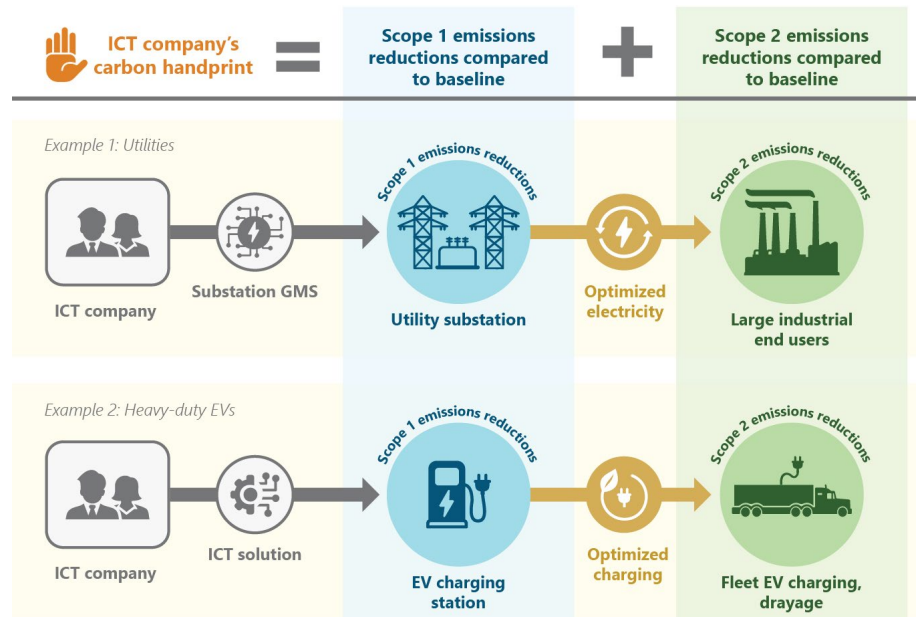 ICT company's
carbon handprint
=
Scope 1 emissions
reductions compared
to baseline
+
Scope 2 emissions
reductions compared
to baseline
Example 1: Utilities
Scope 1 emissions reductions
Scope 2 emissions reductions
ICT company
Substation GMS
Utility substation
Optimized
electricity
Large industrial
end users
Example 2: Heavy-duty EVs
Scope 1 emissions reductions
Scope 2 emissions reductions
ICT company
ICT solution
EV charging
station
Optimized
charging
Fleet EV charging,
drayage